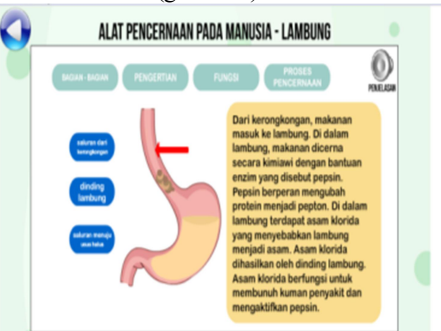 ALAT PENCERNAAN PADA MANUSIA - LAMBUNG
BAGIAN - BAGIAN
PENGERTIAN
FUNGSI
PROSES
PENCERNAAN
PENJELASAN
saluran dari
kerongkongan
dinding
lambung
saluran menuju
usus halus
Dari kerongkongan, makanan
masuk ke lambung. Di dalam
lambung, makanan dicerna
secara kimiawi dengan bantuan
enzim yang disebut pepsin.
Pepsin berperan mengubah
protein menjadi pepton. Di dalam
lambung terdapat asam klorida
yang menyebabkan lambung
menjadi asam. Asam klorida
dihasilkan oleh dinding lambung.
Asam klorida berfungsi untuk
membunuh kuman penyakit dan
mengaktifkan pepsin.